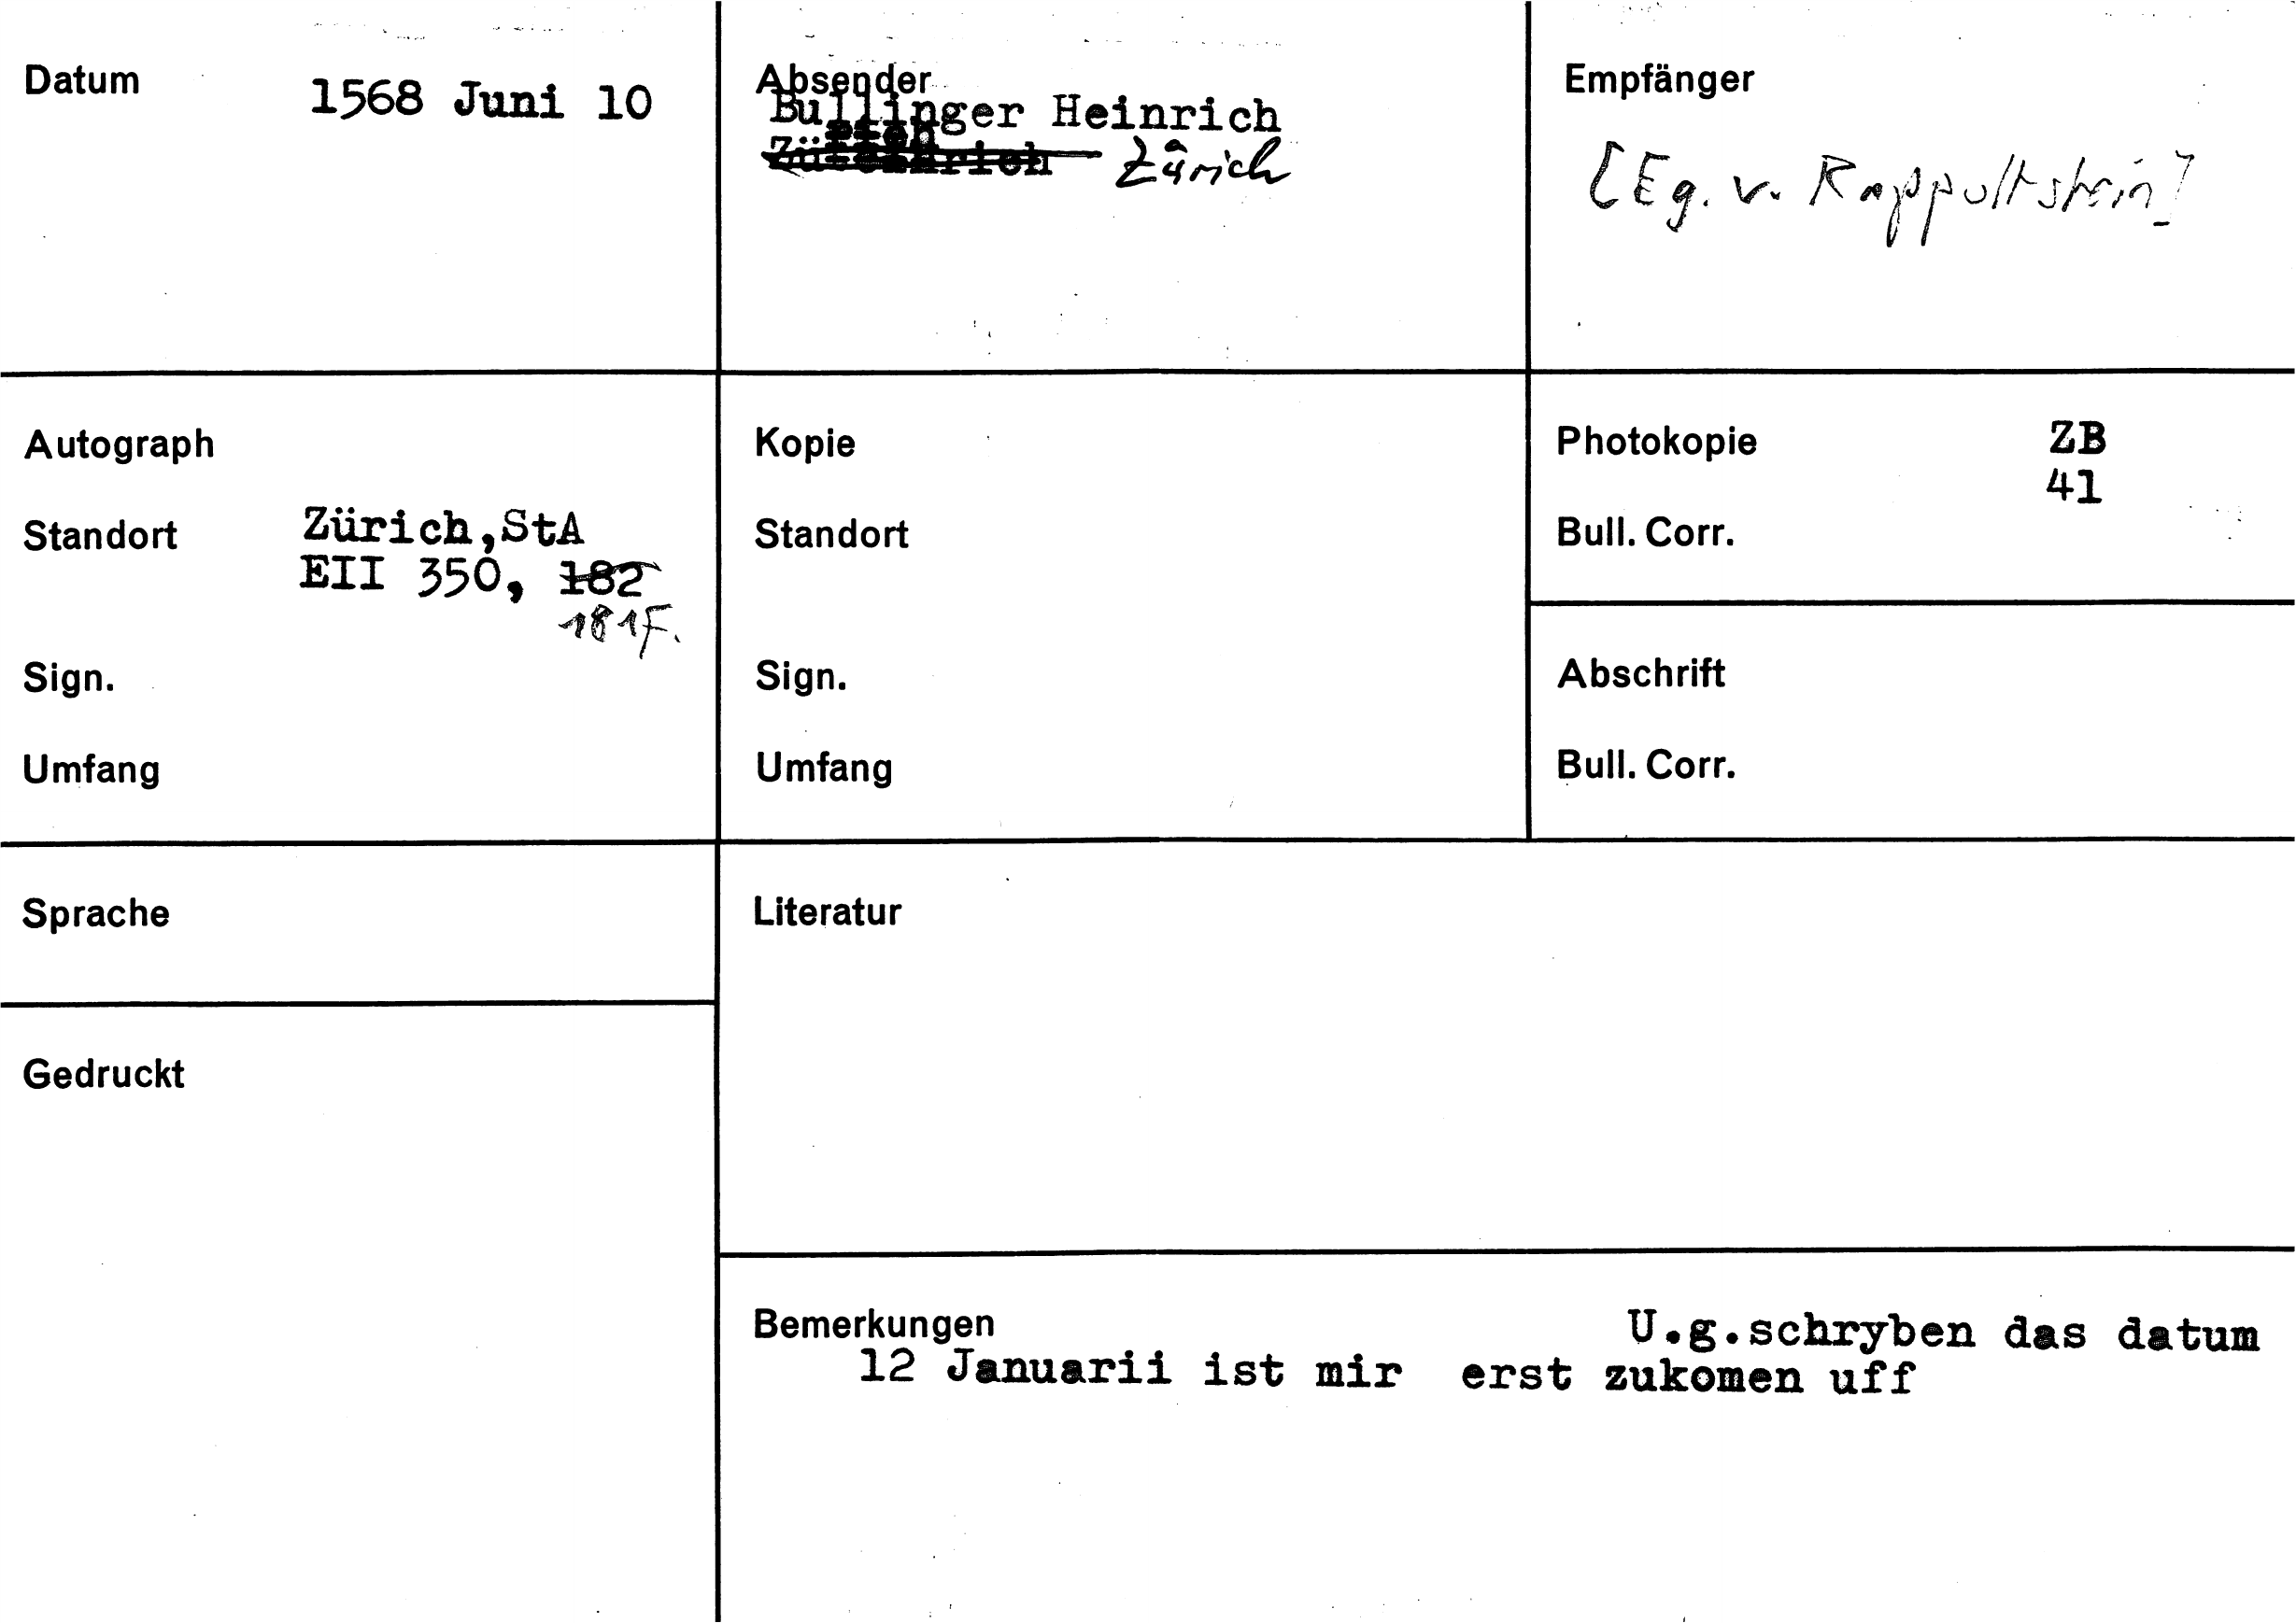 Datum
1568 Juni 10
Absender
Bullinger Heinrich
Zürich
Empfänger
[Eg. v. Rappoltstein]
Autograph
Standort
Zürich,StA
EII 350, 182
181f.
Sign.
Umfang
Kopie
Standort
Sign.
Umfang
Photokopie
ZB
41
Bull. Corr.
Abschrift
Bull. Corr.
Sprache
Gedruckt
Literatur
Bemerkungen
U.g.schryben das datum
12 Januarii ist mir erst zukomen uff